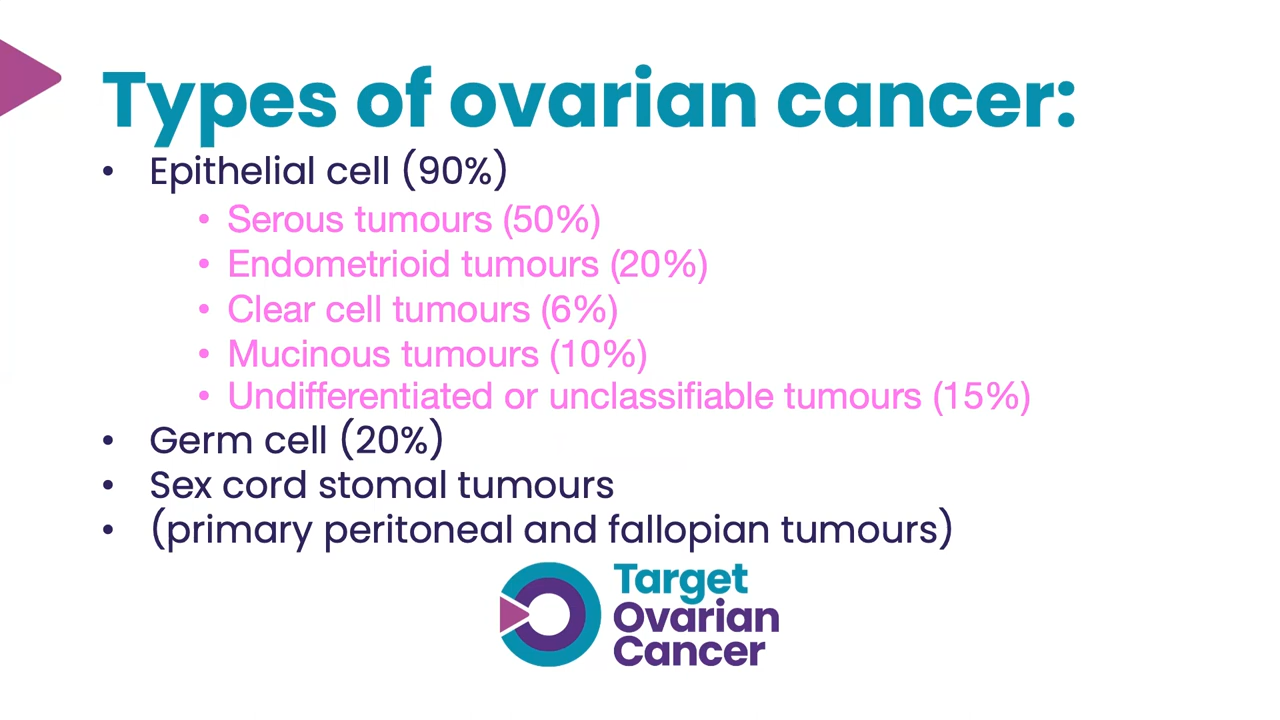 Types of ovarian cancer:
• Epithelial cell (90%)
• Serous tumours (50%)
• Endometrioid tumours (20%)
• Clear cell tumours (6%)
• Mucinous tumours (10%)
• Undifferentiated or unclassifiable tumours (15%)
• Germ cell (20%)
• Sex cord stomal tumours
• (primary peritoneal and fallopian tumours)
Target
Ovarian
Cancer